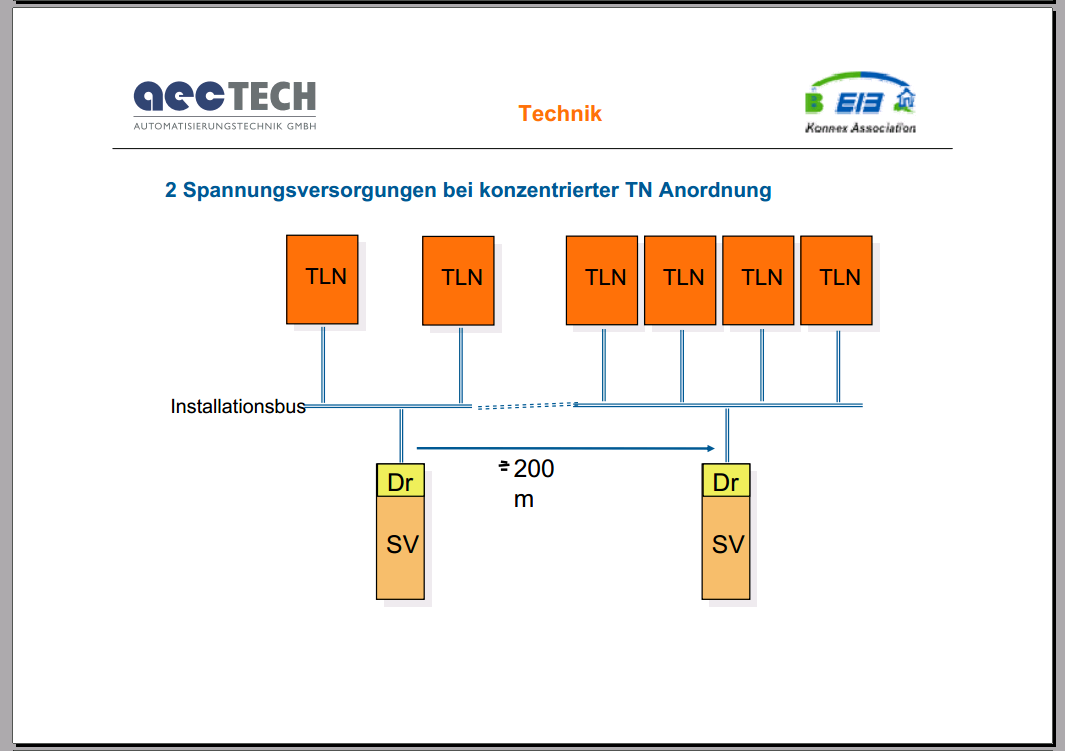 aecTECH
AUTOMATISIERUNGSTECHNIK GMBH
Technik
B EIB
Konnex Association
2 Spannungsversorgungen bei konzentrierter TN Anordnung
TLN TLN TLN TLN TLN TLN
Installationsbus
200
m
Dr Dr
SV SV